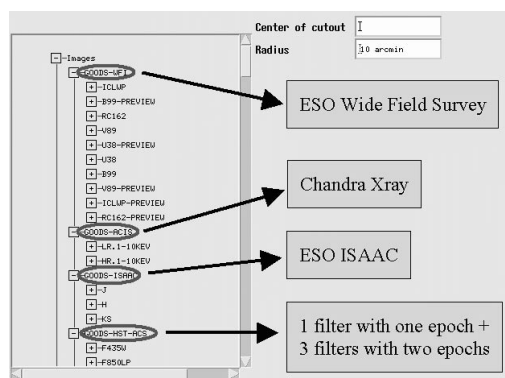 Center of cutout
Radius
10 arcmin
Images
GOODS-WFI
ICLWP
B99-PREVIEW
RC162
V89
U38-PREVIEW
U38
B99
V89-PREVIEW
ICLWP-PREVIEW
RC162-PREVIEW
GOODS-ACIS
LR.1-10KEV
HR.1-10KEV
GOODS-ISAAC
J
H
KS
GOODS-HST-ACS
F435W
F850LP
ESO Wide Field Survey
Chandra Xray
ESO ISAAC
1 filter with one epoch +
3 filters with two epochs